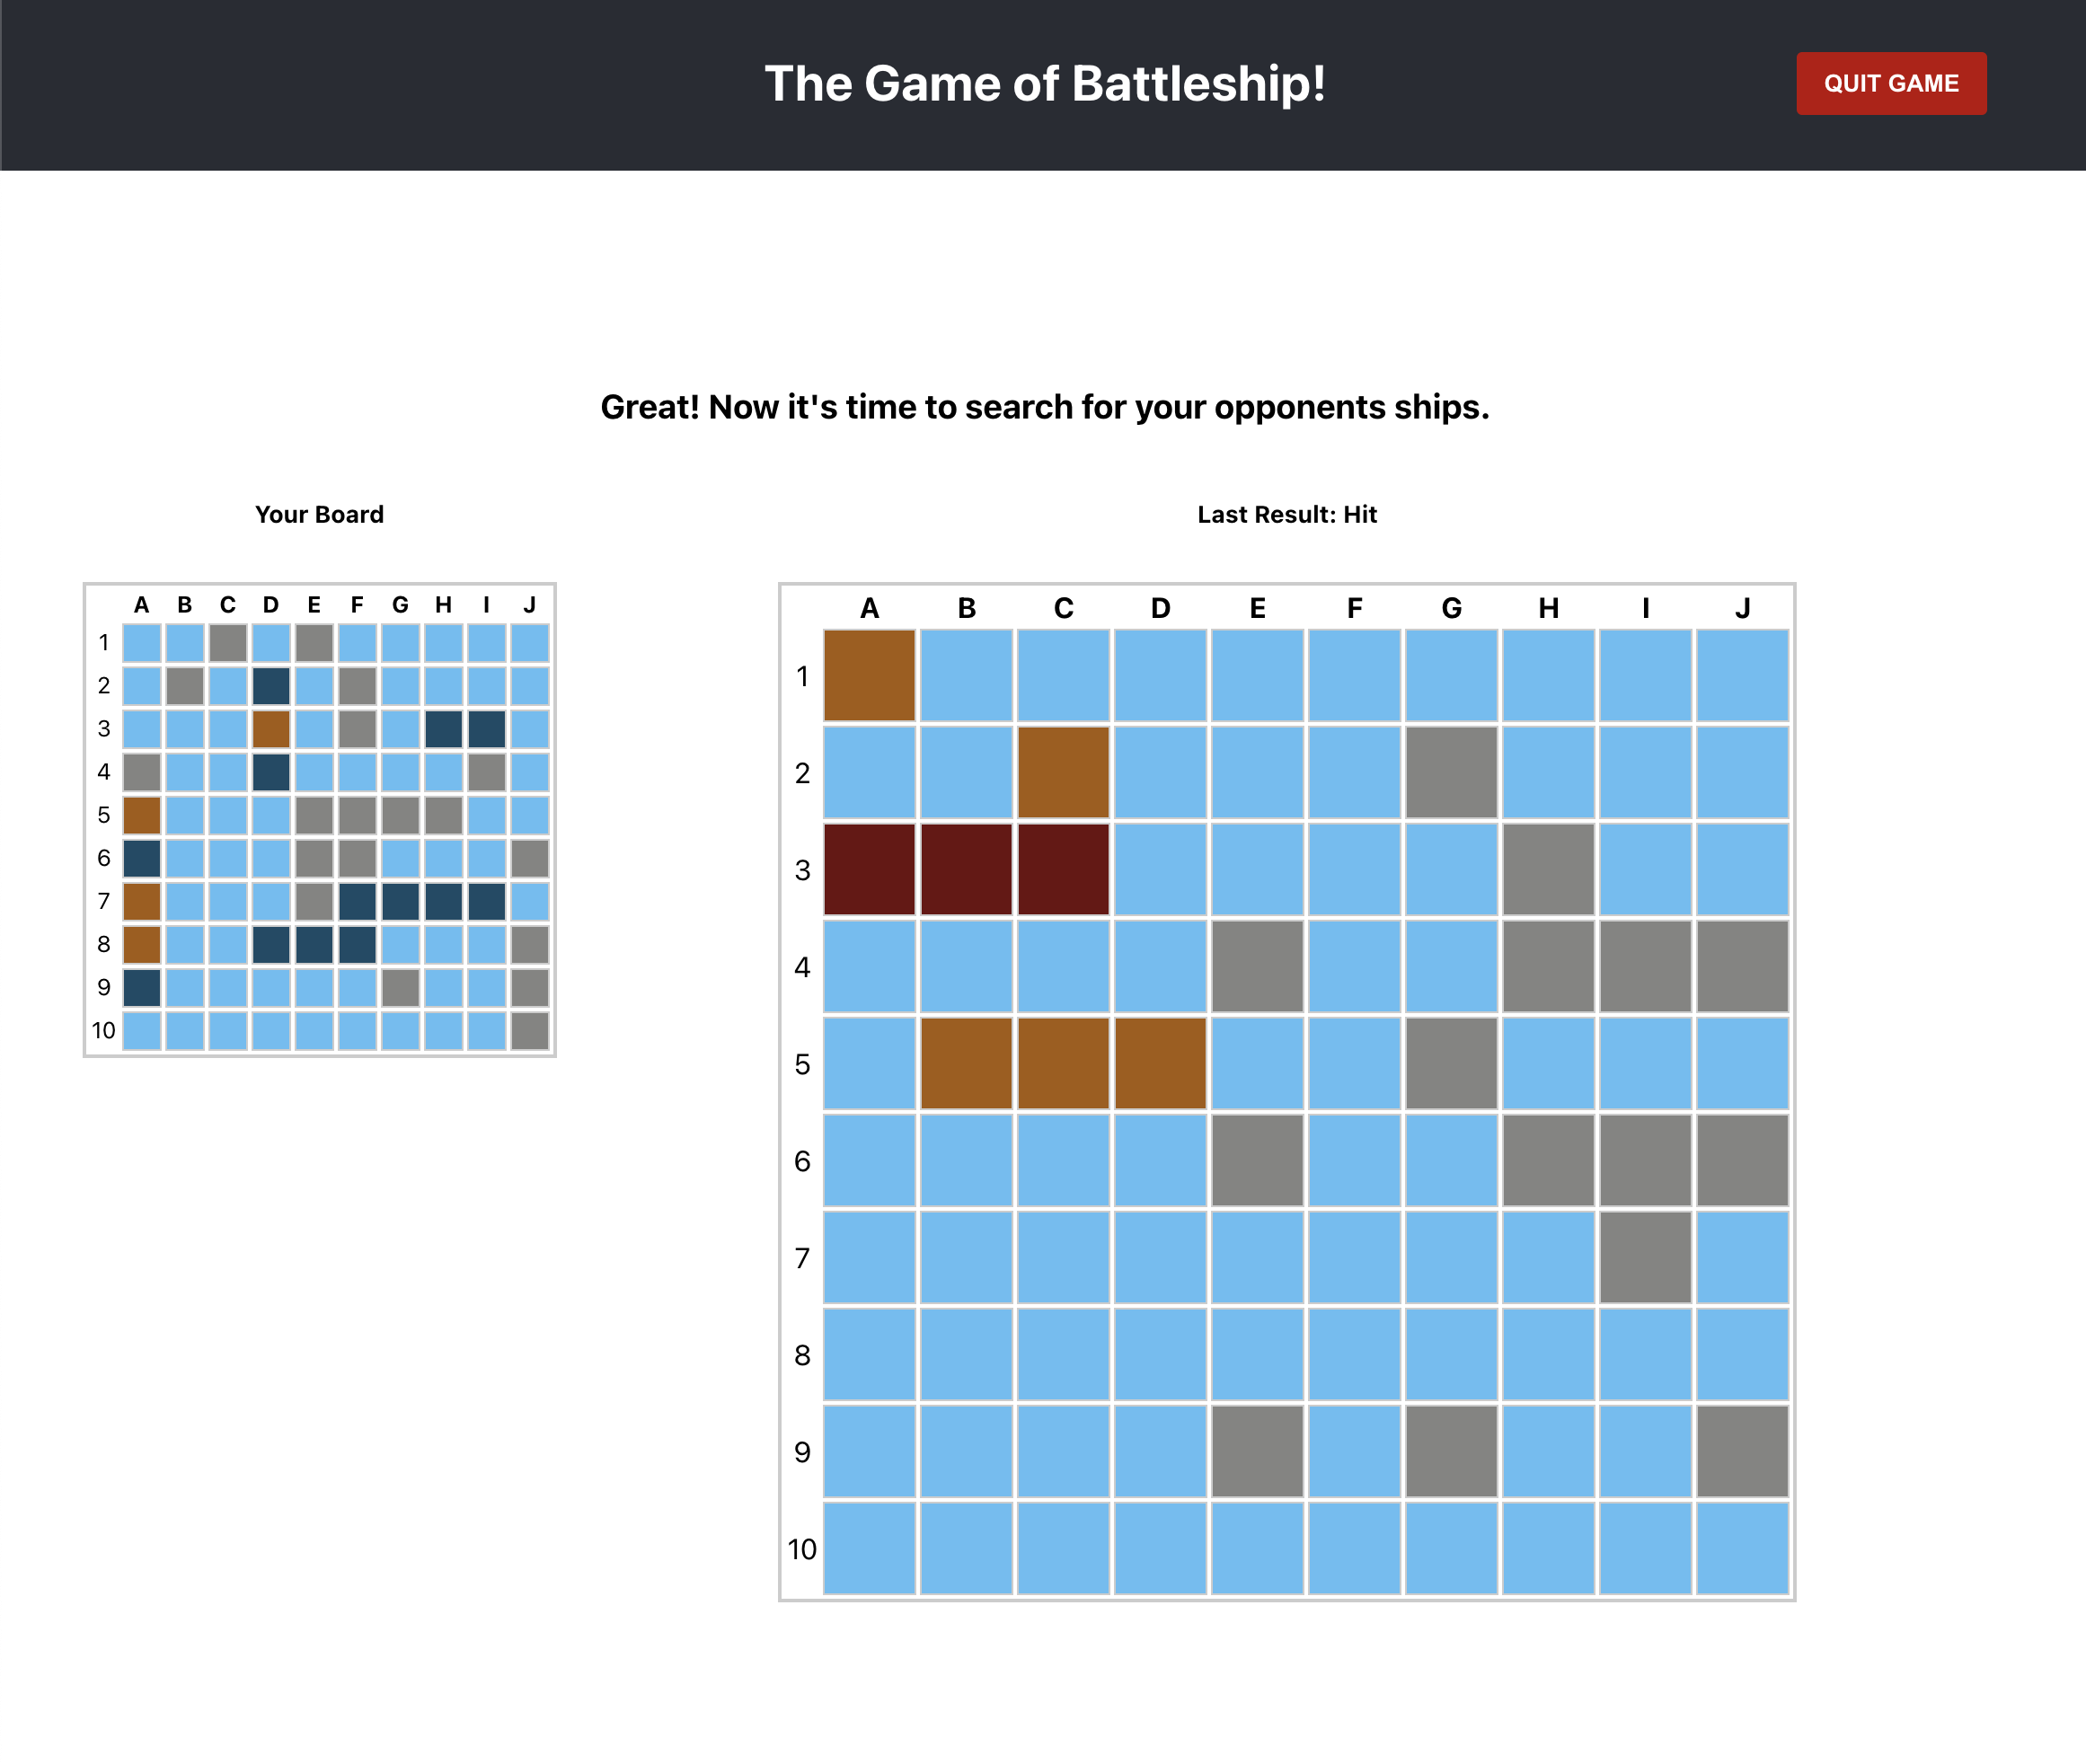 The Game of Battleship!
QUIT GAME
Great! Now it's time to search for your opponents ships.
Your Board
Last Result: Hit
A B C D E F G H I J
1
2
3
4
5
6
7
8
9
10
A B C D E F G H I J
1
2
3
4
5
6
7
8
9
10